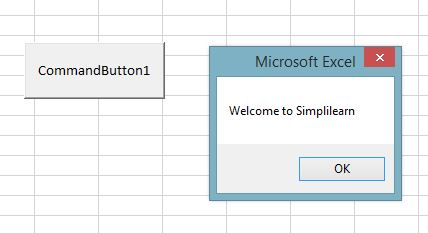 CommandButton1
Microsoft Excel
Welcome to Simplilearn
OK